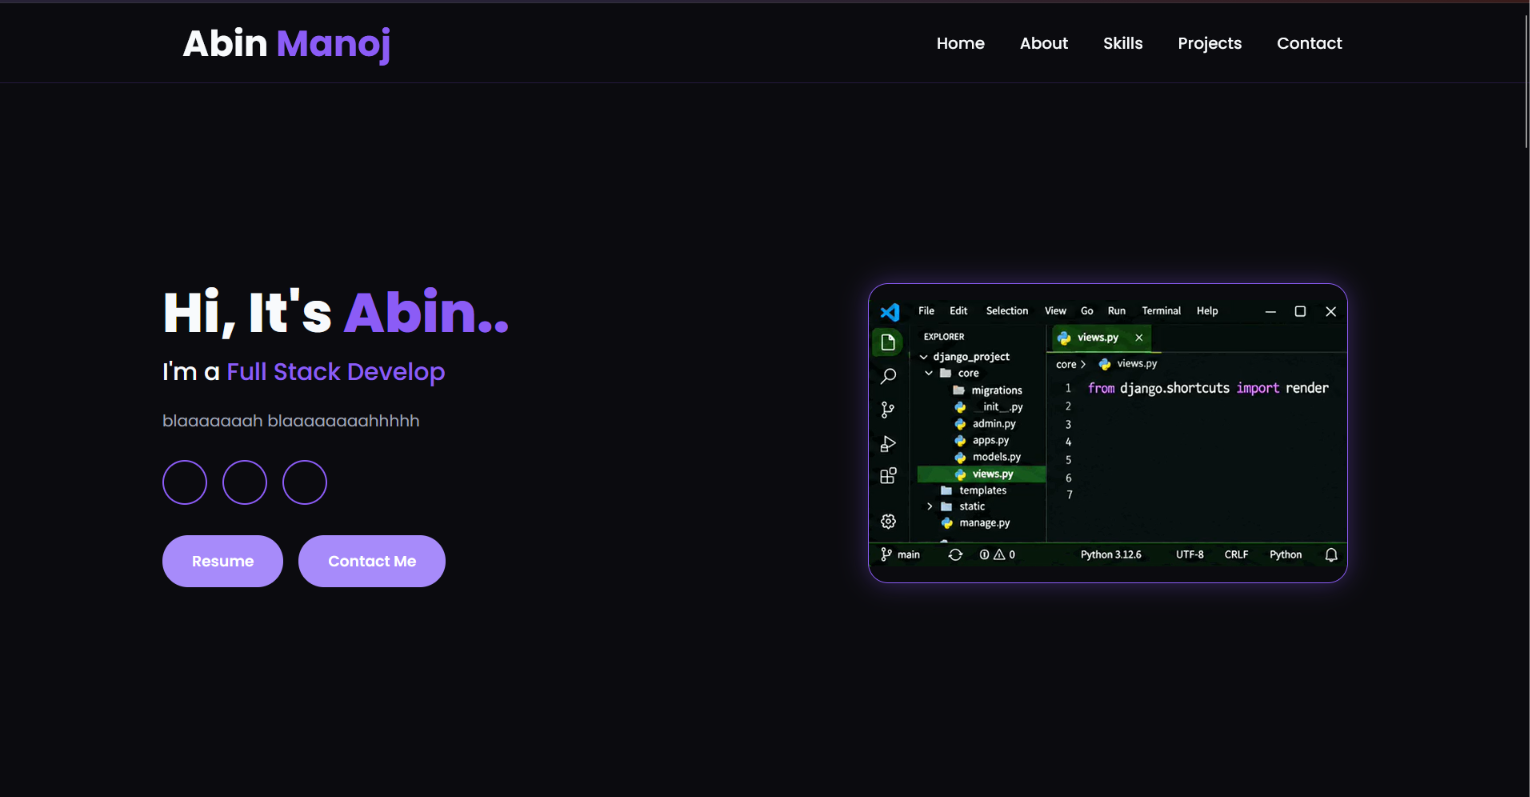 Abin Manoj
Home About Skills Projects Contact
Hi, It's Abin..
I'm a Full Stack Develop
blaaaaaah blaaaaaaaahhhhh
Resume Contact Me
File Edit Selection View Go Run Terminal Help
EXPLORER
django_project
core
migrations
__init__.py
admin.py
apps.py
models.py
views.py
templates
static
manage.py
views.py
core > views.py
1 from django.shortcuts import render
2
3
4
5
6
7
main 0 Python 3.12.6 UTF-8 CRLF Python